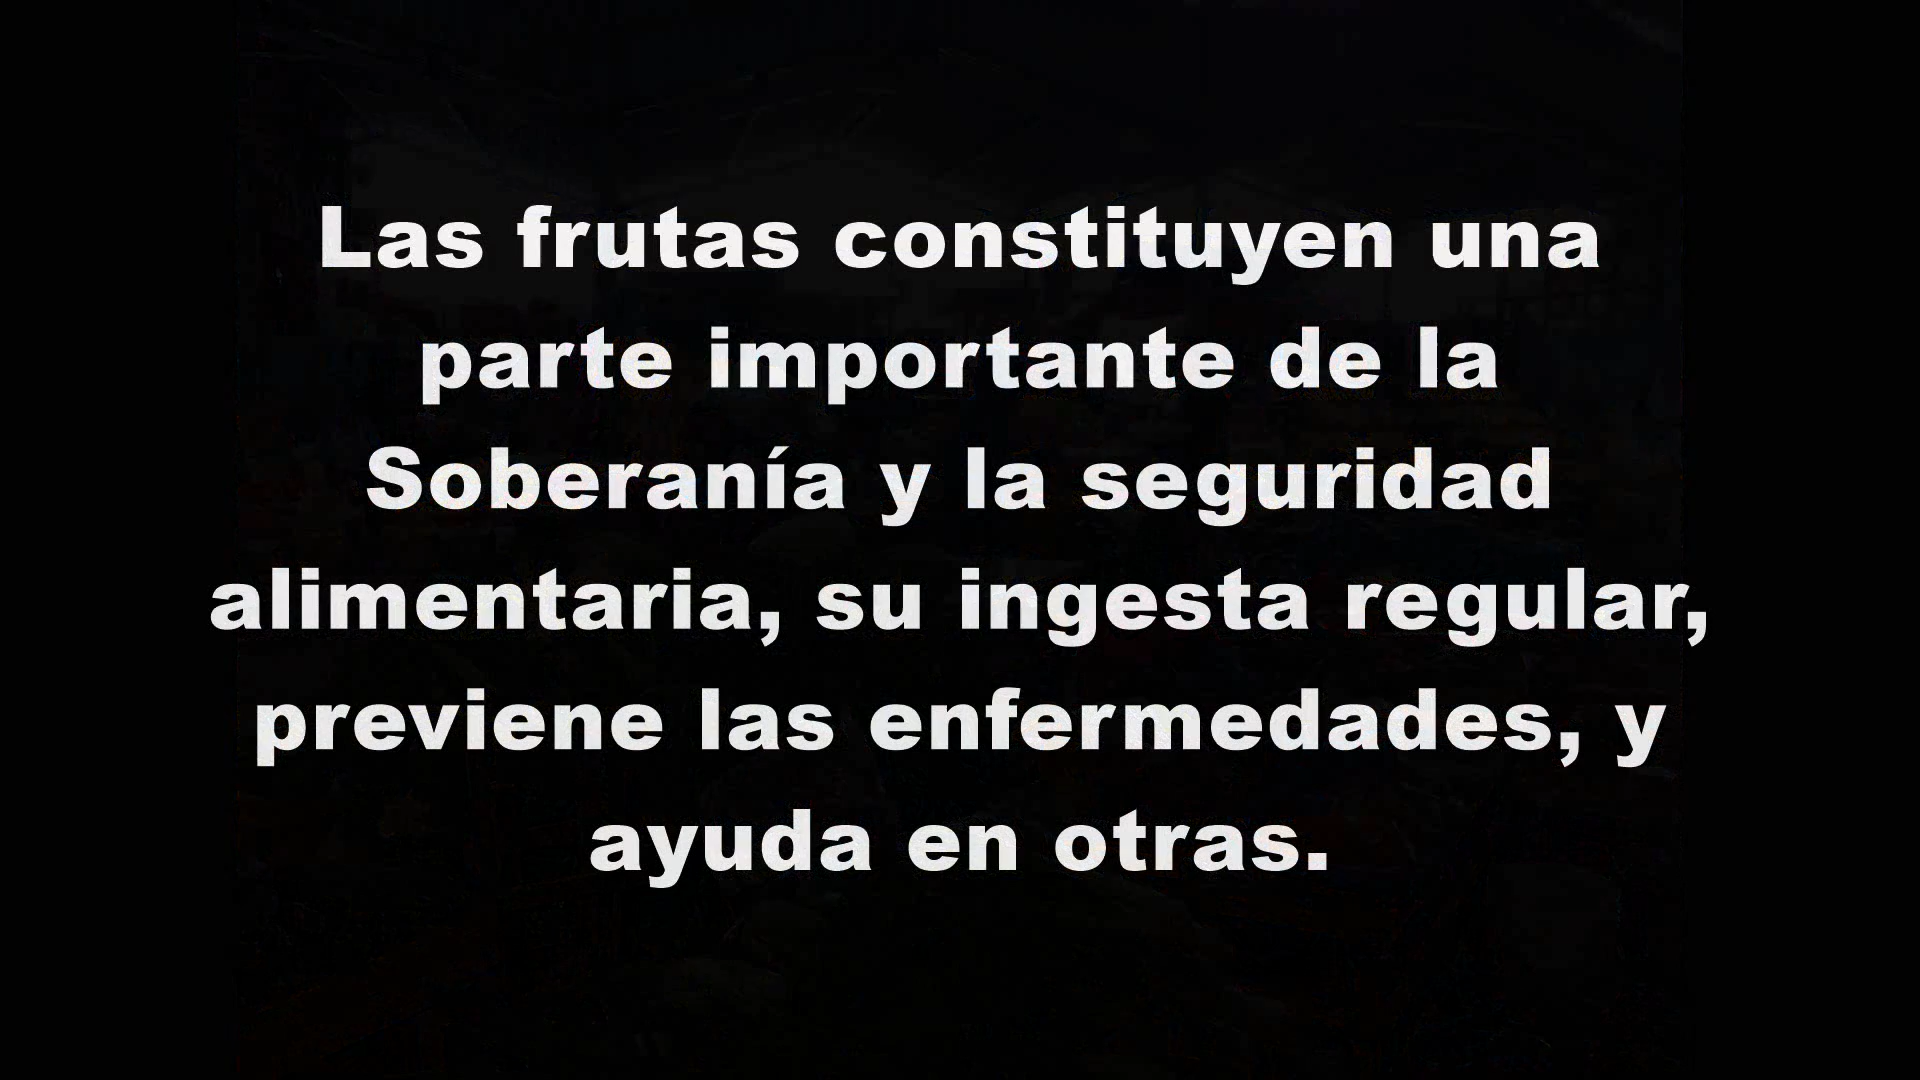 Las frutas constituyen una
parte importante de la
Soberanía y la seguridad
alimentaria, su ingesta regular,
previene las enfermedades, y
ayuda en otras.